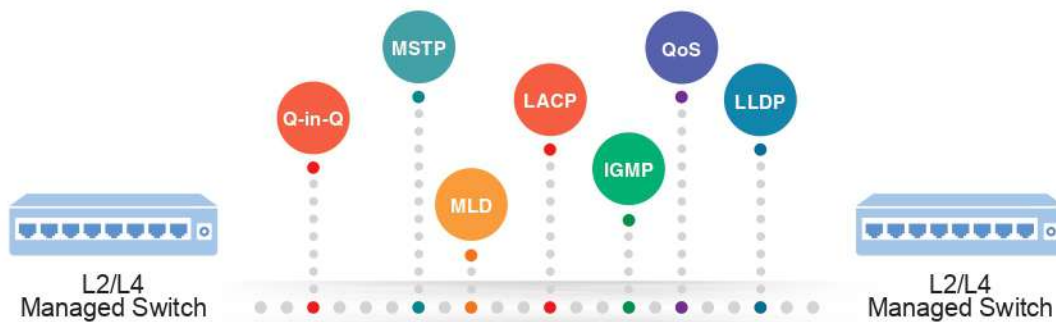 MSTP
QoS
LACP
LLDP
Q-in-Q
IGMP
MLD
L2/L4
Managed Switch
L2/L4
Managed Switch